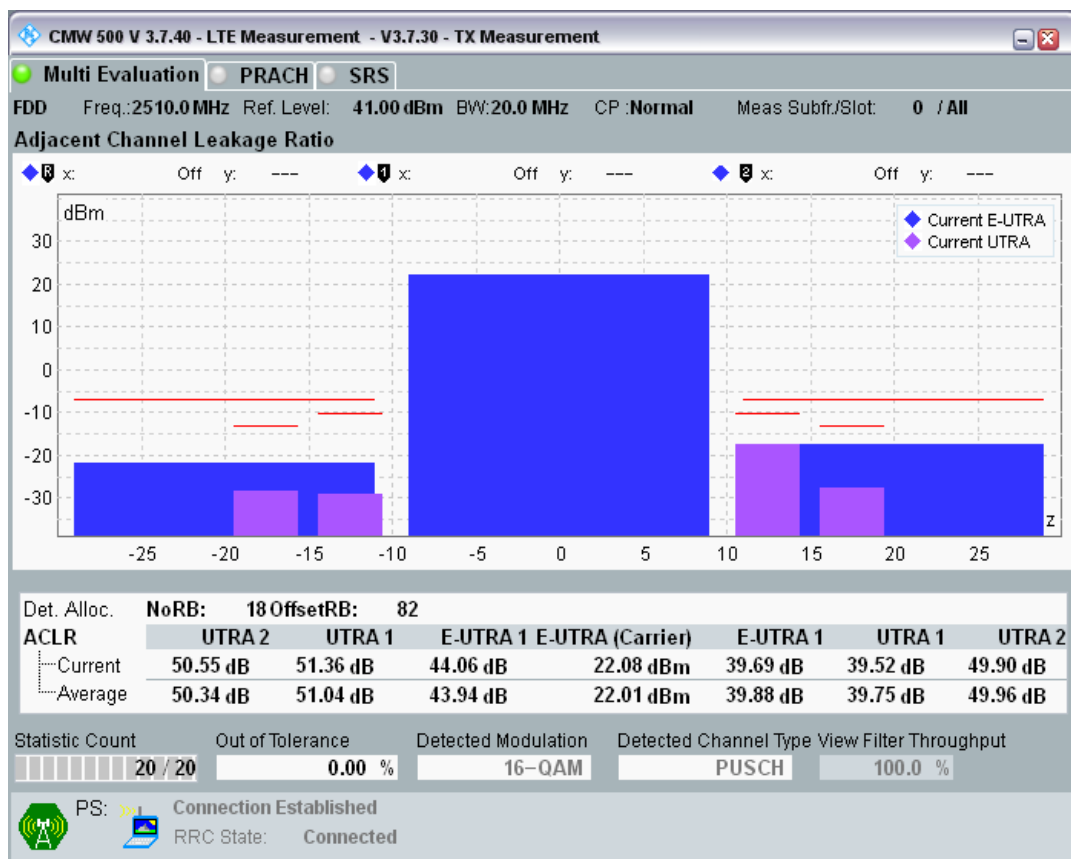 CMW 500 V 3.7.40 - LTE Measurement - V3.7.30 - TX Measurement
Multi Evaluation PRACH SRS
FDD Freq.:2510.0 MHz Ref. Level: 41.00 dBm BW:20.0 MHz CP :Normal Meas Subfr./Slot: 0 / All
Adjacent Channel Leakage Ratio
R x: Off y: --- 1 x: Off y: --- 2 x: Off y: ---
dBm
Current E-UTRA
Current UTRA
30
20
10
0
-10
-20
-30
z
-25 -20 -15 -10 -5 0 5 10 15 20 25
Det. Alloc. NoRB: 18 OffsetRB: 82
ACLR UTRA 2 UTRA 1 E-UTRA 1 E-UTRA (Carrier) E-UTRA 1 UTRA 1 UTRA 2
Current 50.55 dB 51.36 dB 44.06 dB 22.08 dBm 39.69 dB 39.52 dB 49.90 dB
Average 50.34 dB 51.04 dB 43.94 dB 22.01 dBm 39.88 dB 39.75 dB 49.96 dB
Statistic Count Out of Tolerance Detected Modulation Detected Channel Type View Filter Throughput
20 / 20 0.00 % 16-QAM PUSCH 100.0 %
PS: Connection Established
RRC State: Connected